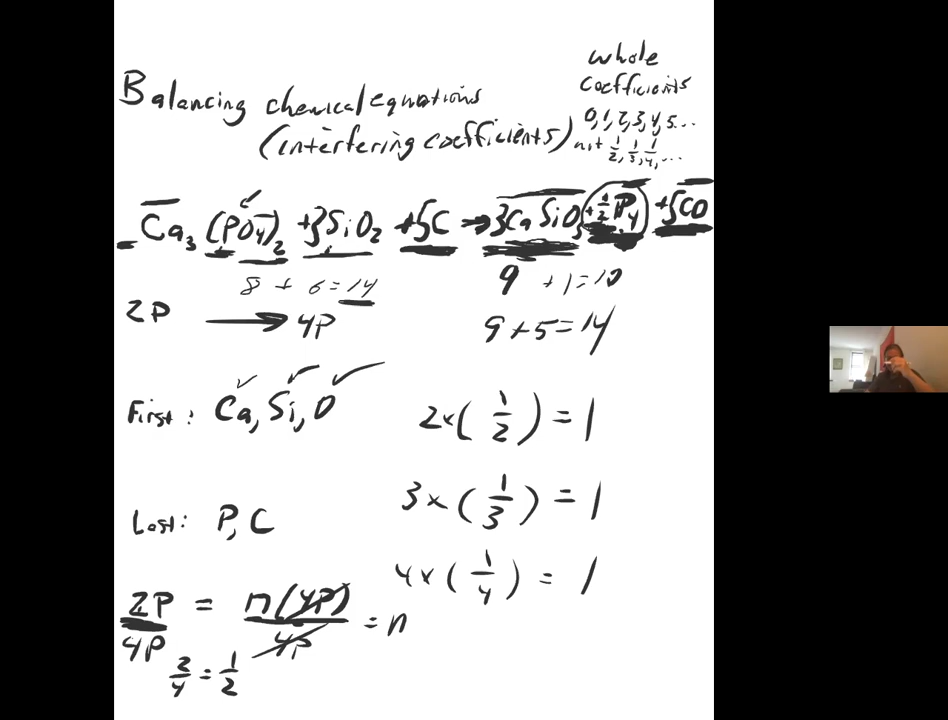 Balancing chemical equations
(interfering coefficients)
whole
coefficients
0,1,2,3,4,5...
not 1/2, 1/3, 1/4, ...
Ca3(PO4)2 + 3SiO2 + 5C → 3CaSiO3 + 1/2 P4 + 5CO
8 + 6 = 14
9 + 1 = 10
2P → 4P
9 + 5 = 14
First: Ca, Si, O
2 × (1/2) = 1
3 × (1/3) = 1
Last: P, C
4 × (1/4) = 1
2P/4P = n(4P)/4P = n
2/4 = 1/2